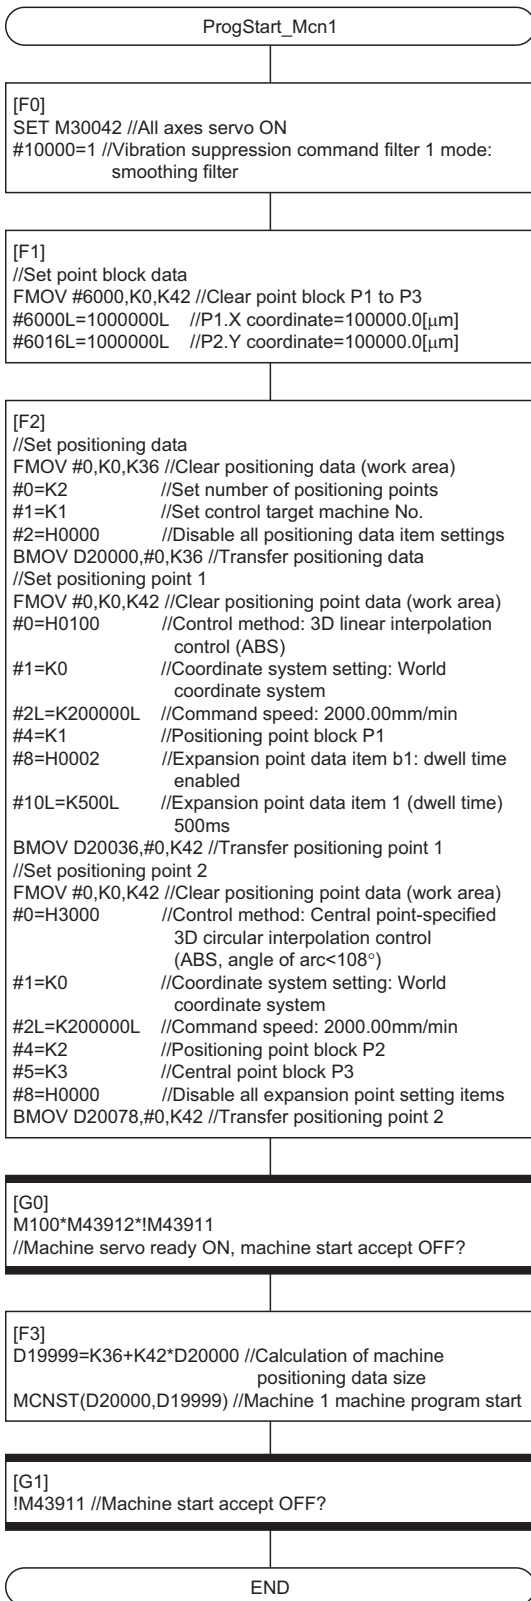 ProgStart_Mcn1
[F0]
SET M30042 //All axes servo ON
#10000=1 //Vibration suppression command filter 1 mode:
smoothing filter
[F1]
//Set point block data
FMOV #6000,K0,K42 //Clear point block P1 to P3
#6000L=1000000L //P1.X coordinate=100000.0[μm]
#6016L=1000000L //P2.Y coordinate=100000.0[μm]
[F2]
//Set positioning data
FMOV #0,K0,K36 //Clear positioning data (work area)
#0=K2 //Set number of positioning points
#1=K1 //Set control target machine No.
#2=H0000 //Disable all positioning data item settings
BMOV D20000,#0,K36 //Transfer positioning data
//Set positioning point 1
FMOV #0,K0,K42 //Clear positioning point data (work area)
#0=H0100 //Control method: 3D linear interpolation
control (ABS)
#1=K0 //Coordinate system setting: World
coordinate system
#2L=K200000L //Command speed: 2000.00mm/min
#4=K1 //Positioning point block P1
#8=H0002 //Expansion point data item b1: dwell time
enabled
#10L=K500L //Expansion point data item 1 (dwell time)
500ms
BMOV D20036,#0,K42 //Transfer positioning point 1
//Set positioning point 2
FMOV #0,K0,K42 //Clear positioning point data (work area)
#0=H3000 //Control method: Central point-specified
3D circular interpolation control
(ABS, angle of arc<108°)
#1=K0 //Coordinate system setting: World
coordinate system
#2L=K200000L //Command speed: 2000.00mm/min
#4=K2 //Positioning point block P2
#5=K3 //Central point block P3
#8=H0000 //Disable all expansion point setting items
BMOV D20078,#0,K42 //Transfer positioning point 2
[G0]
M100*M43912*!M43911
//Machine servo ready ON, machine start accept OFF?
[F3]
D19999=K36+K42*D20000 //Calculation of machine
positioning data size
MCNST(D20000,D19999) //Machine 1 machine program start
[G1]
!M43911 //Machine start accept OFF?
END